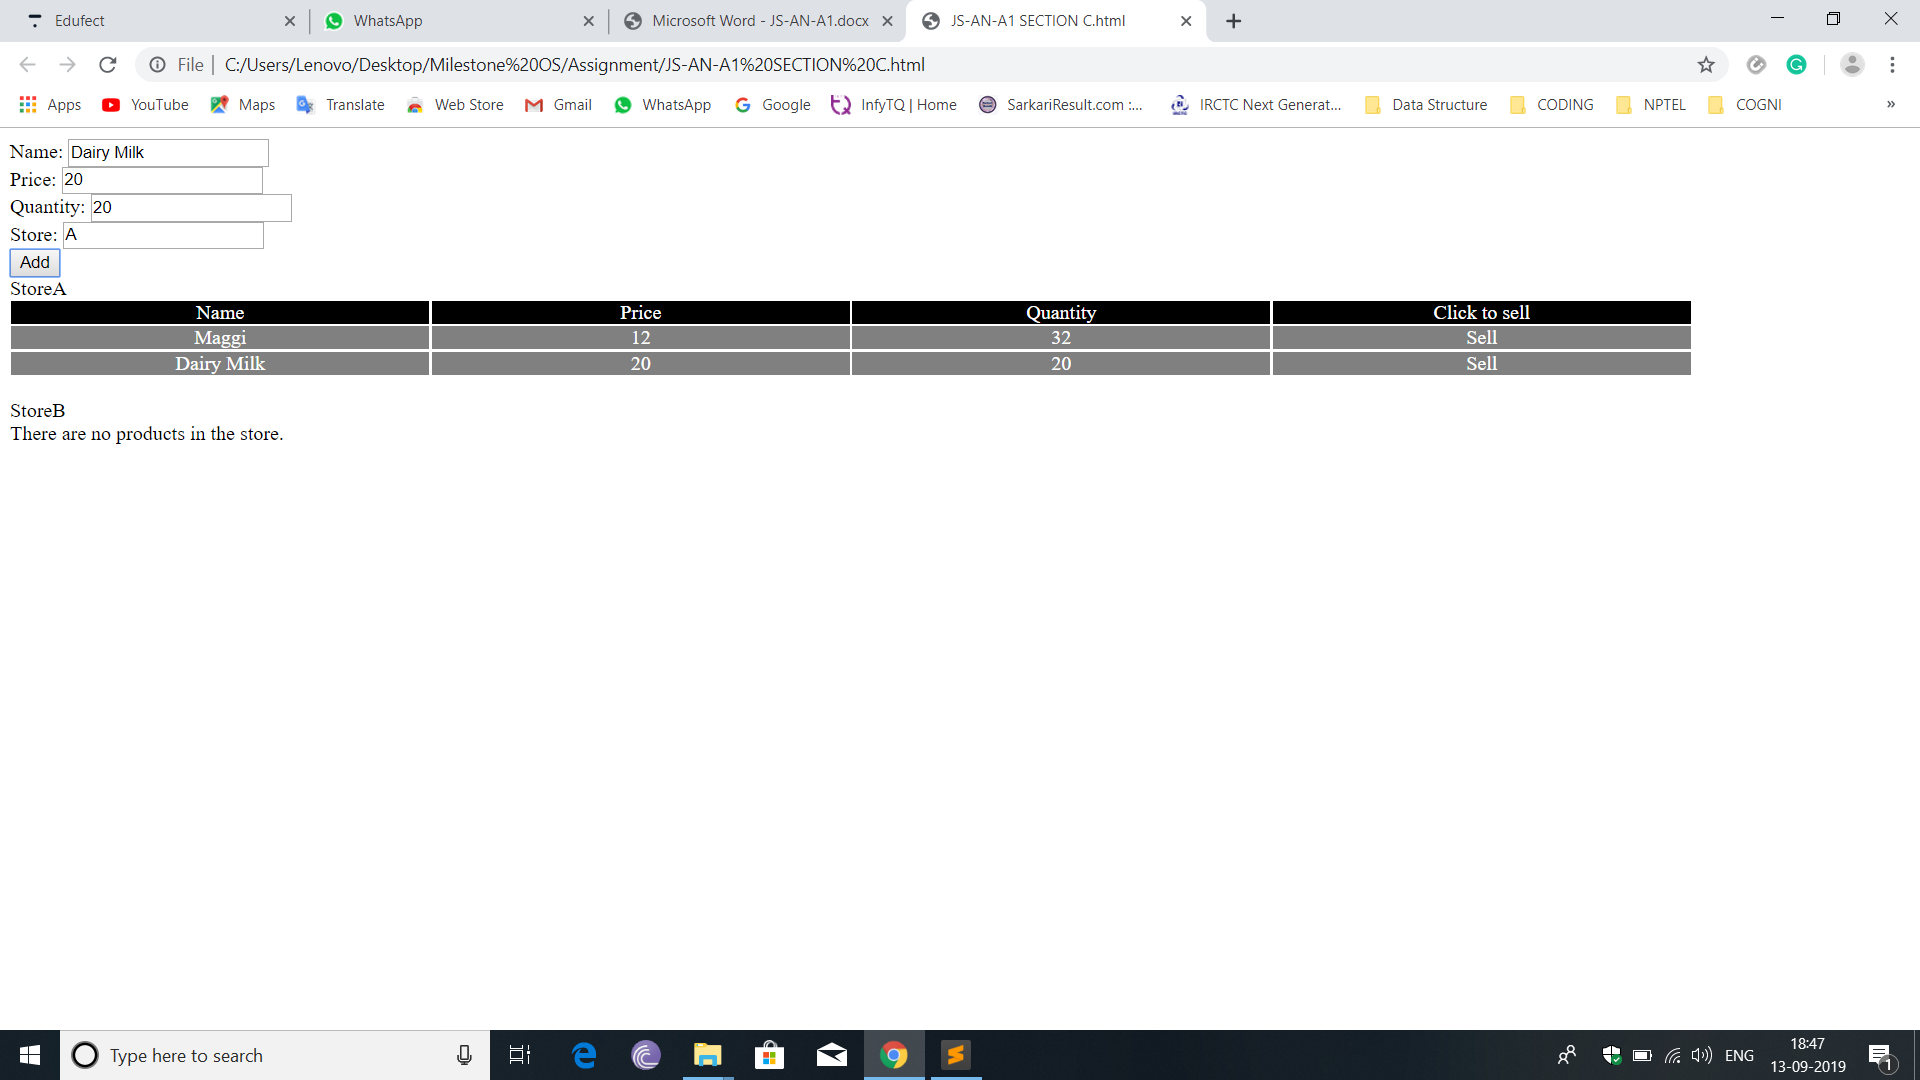 Edufect
WhatsApp
Microsoft Word - JS-AN-A1.docx
JS-AN-A1 SECTION C.html
File
C:/Users/Lenovo/Desktop/Milestone%20OS/Assignment/JS-AN-A1%20SECTION%20C.html
Apps YouTube Maps Translate Web Store Gmail WhatsApp Google InfyTQ | Home SarkariResult.com :... IRCTC Next Generat... Data Structure CODING NPTEL COGNI »
Name: Dairy Milk
Price: 20
Quantity: 20
Store: A
Add
StoreA
Name Price Quantity Click to sell
Maggi 12 32 Sell
Dairy Milk 20 20 Sell
StoreB
There are no products in the store.
Type here to search
ENG
18:47
13-09-2019
1